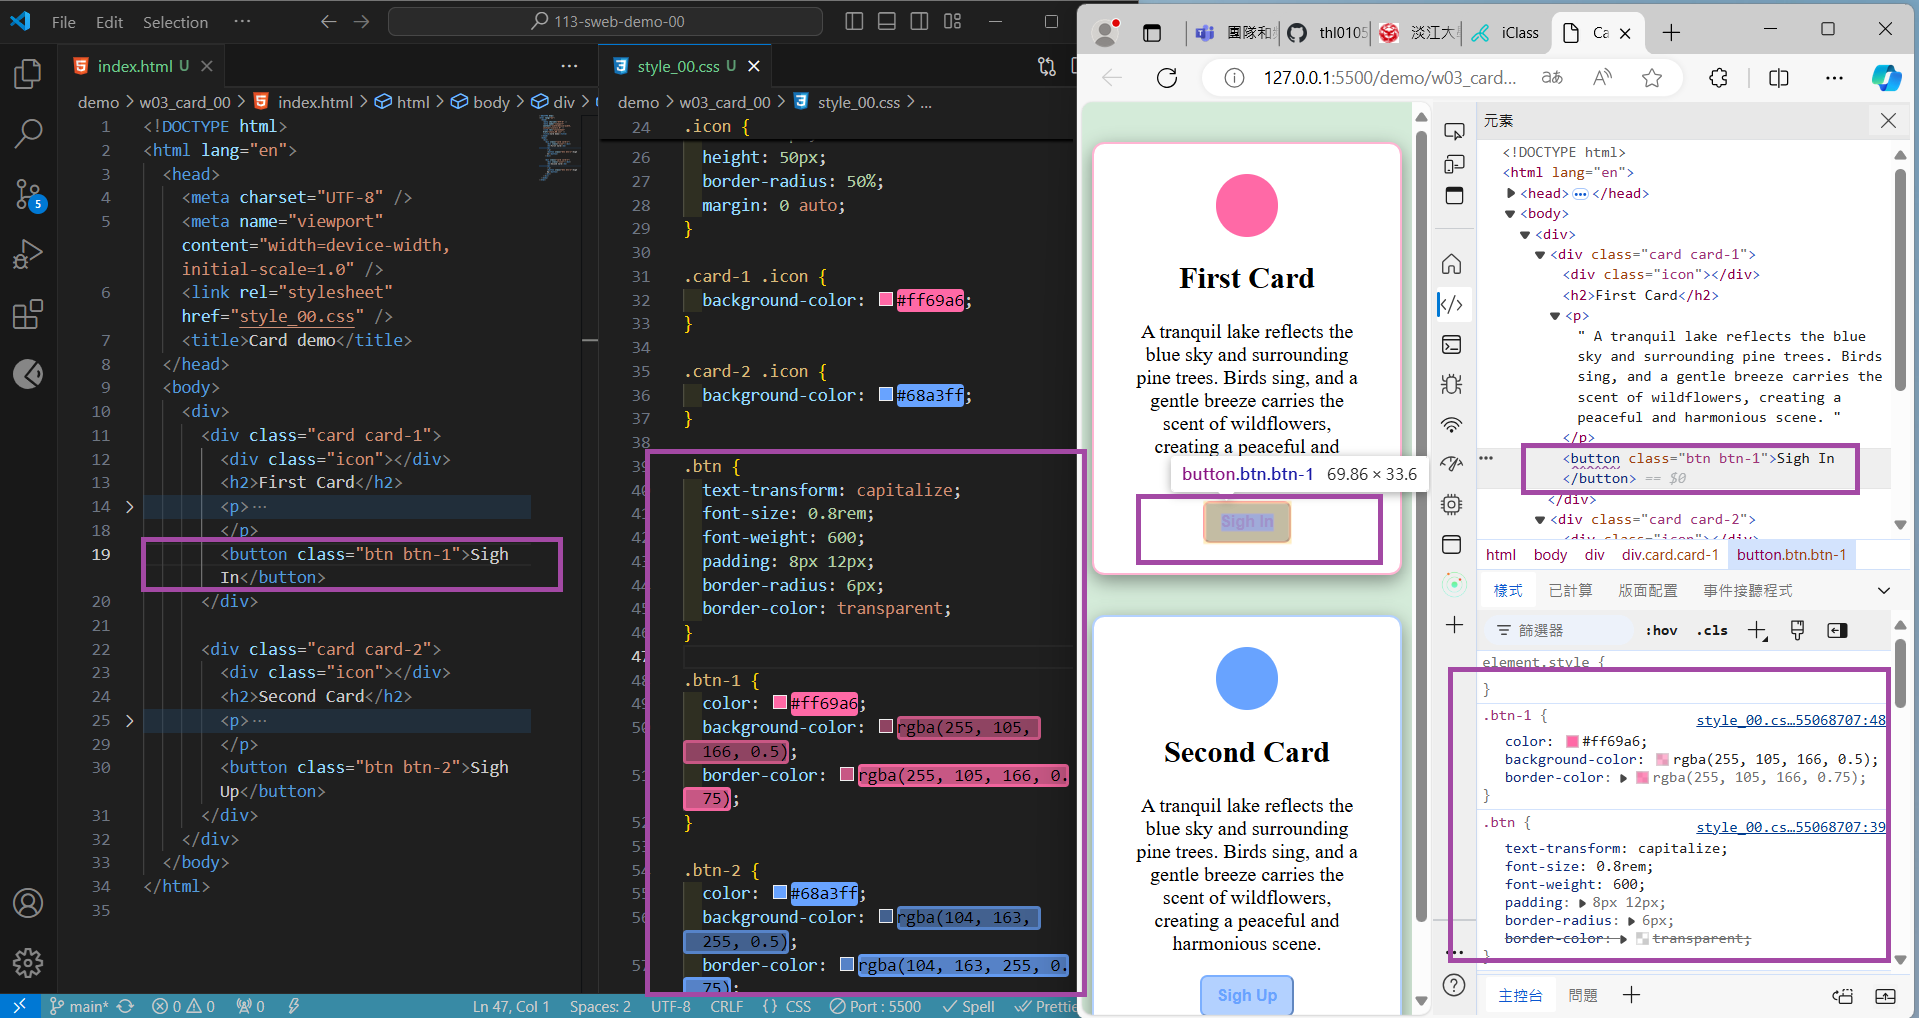 File Edit Selection ··· 113-sweb-demo-00
index.html U
demo > w03_card_00 > index.html > html > body > div >
1 <!DOCTYPE html>
2 <html lang="en">
3 <head>
4 <meta charset="UTF-8" />
5 <meta name="viewport"
content="width=device-width,
initial-scale=1.0" />
6 <link rel="stylesheet"
href="style_00.css" />
7 <title>Card demo</title>
8 </head>
9 <body>
10 <div>
11 <div class="card card-1">
12 <div class="icon"></div>
13 <h2>First Card</h2>
14 <p>···
18 </p>
19 <button class="btn btn-1">Sigh
In</button>
20 </div>
21
22 <div class="card card-2">
23 <div class="icon"></div>
24 <h2>Second Card</h2>
25 <p>···
29 </p>
30 <button class="btn btn-2">Sigh
Up</button>
31 </div>
32 </div>
33 </body>
34 </html>
35
style_00.css U
demo > w03_card_00 > style_00.css > ...
24 .icon {
26 height: 50px;
27 border-radius: 50%;
28 margin: 0 auto;
29 }
30
31 .card-1 .icon {
32 background-color: #ff69a6;
33 }
34
35 .card-2 .icon {
36 background-color: #68a3ff;
37 }
38
39 .btn {
40 text-transform: capitalize;
41 font-size: 0.8rem;
42 font-weight: 600;
43 padding: 8px 12px;
44 border-radius: 6px;
45 border-color: transparent;
46 }
47
48 .btn-1 {
49 color: #ff69a6;
50 background-color: rgba(255, 105,
166, 0.5);
51 border-color: rgba(255, 105, 166, 0.
75);
52 }
53
54 .btn-2 {
55 color: #68a3ff;
56 background-color: rgba(104, 163,
255, 0.5);
57 border-color: rgba(104, 163, 255, 0.
75);
5
main* 0 0 0 Ln 47, Col 1 Spaces: 2 UTF-8 CRLF {} CSS Port : 5500 Spell
團隊和 thl0105 淡江大 iClass Ca
127.0.0.1:5500/demo/w03_card...
First Card
A tranquil lake reflects the
blue sky and surrounding
pine trees. Birds sing, and a
gentle breeze carries the
scent of wildflowers,
creating a peaceful and
button.btn.btn-1 69.86 × 33.6
Sigh In
Second Card
A tranquil lake reflects the
blue sky and surrounding
pine trees. Birds sing, and a
gentle breeze carries the
scent of wildflowers,
creating a peaceful and
harmonious scene.
Sigh Up
元素
<!DOCTYPE html>
<html lang="en">
<head>···</head>
<body>
<div>
<div class="card card-1">
<div class="icon"></div>
<h2>First Card</h2>
<p>
" A tranquil lake reflects the blue
sky and surrounding pine trees. Birds
sing, and a gentle breeze carries the
scent of wildflowers, creating a
peaceful and harmonious scene. "
</p>
<button class="btn btn-1">Sigh In
</button> == $0
</div>
<div class="card card-2">
<div class="icon"></div>
html body div div.card.card-1 button.btn.btn-1
樣式 已計算 版面配置 事件接聽程式
篩選器 :hov .cls
element.style {
}
.btn-1 { style_00.cs…55068707:48
color: #ff69a6;
background-color: rgba(255, 105, 166, 0.5);
border-color: rgba(255, 105, 166, 0.75);
}
.btn { style_00.cs…55068707:39
text-transform: capitalize;
font-size: 0.8rem;
font-weight: 600;
padding: 8px 12px;
border-radius: 6px;
border-color: transparent;
}
主控台 問題